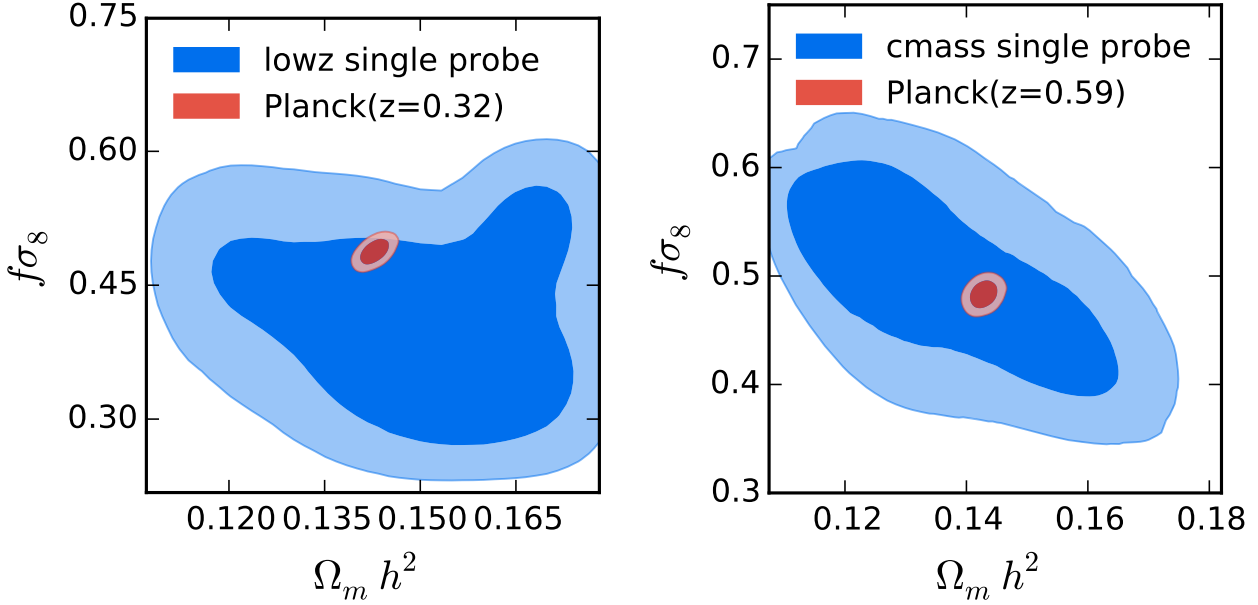 lowz single probe
Planck(z=0.32)
0.75
0.60
0.45
0.30
fσ8
0.120 0.135 0.150 0.165
Ωm h²
cmass single probe
Planck(z=0.59)
0.7
0.6
0.5
0.4
0.3
fσ8
0.12 0.14 0.16 0.18
Ωm h²